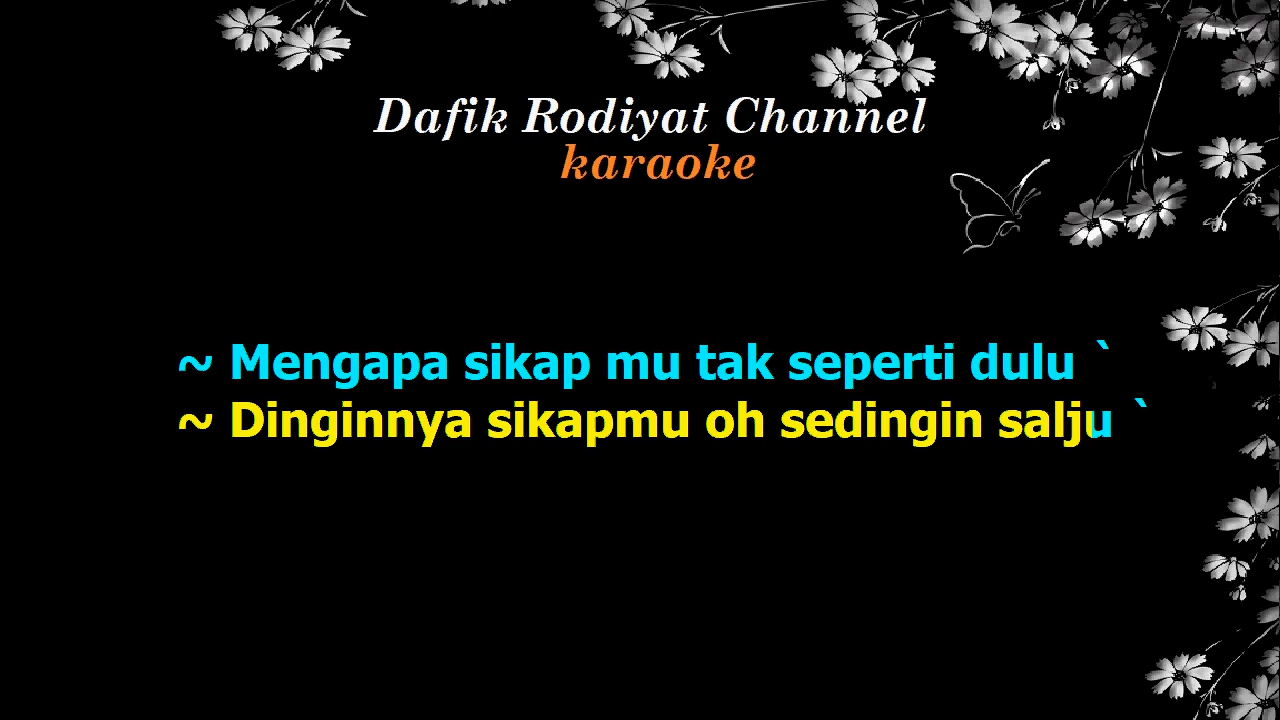 Dafik Rodiyat Channel
karaoke
~ Mengapa sikap mu tak seperti dulu `
~ Dinginnya sikapmu oh sedingin salju `